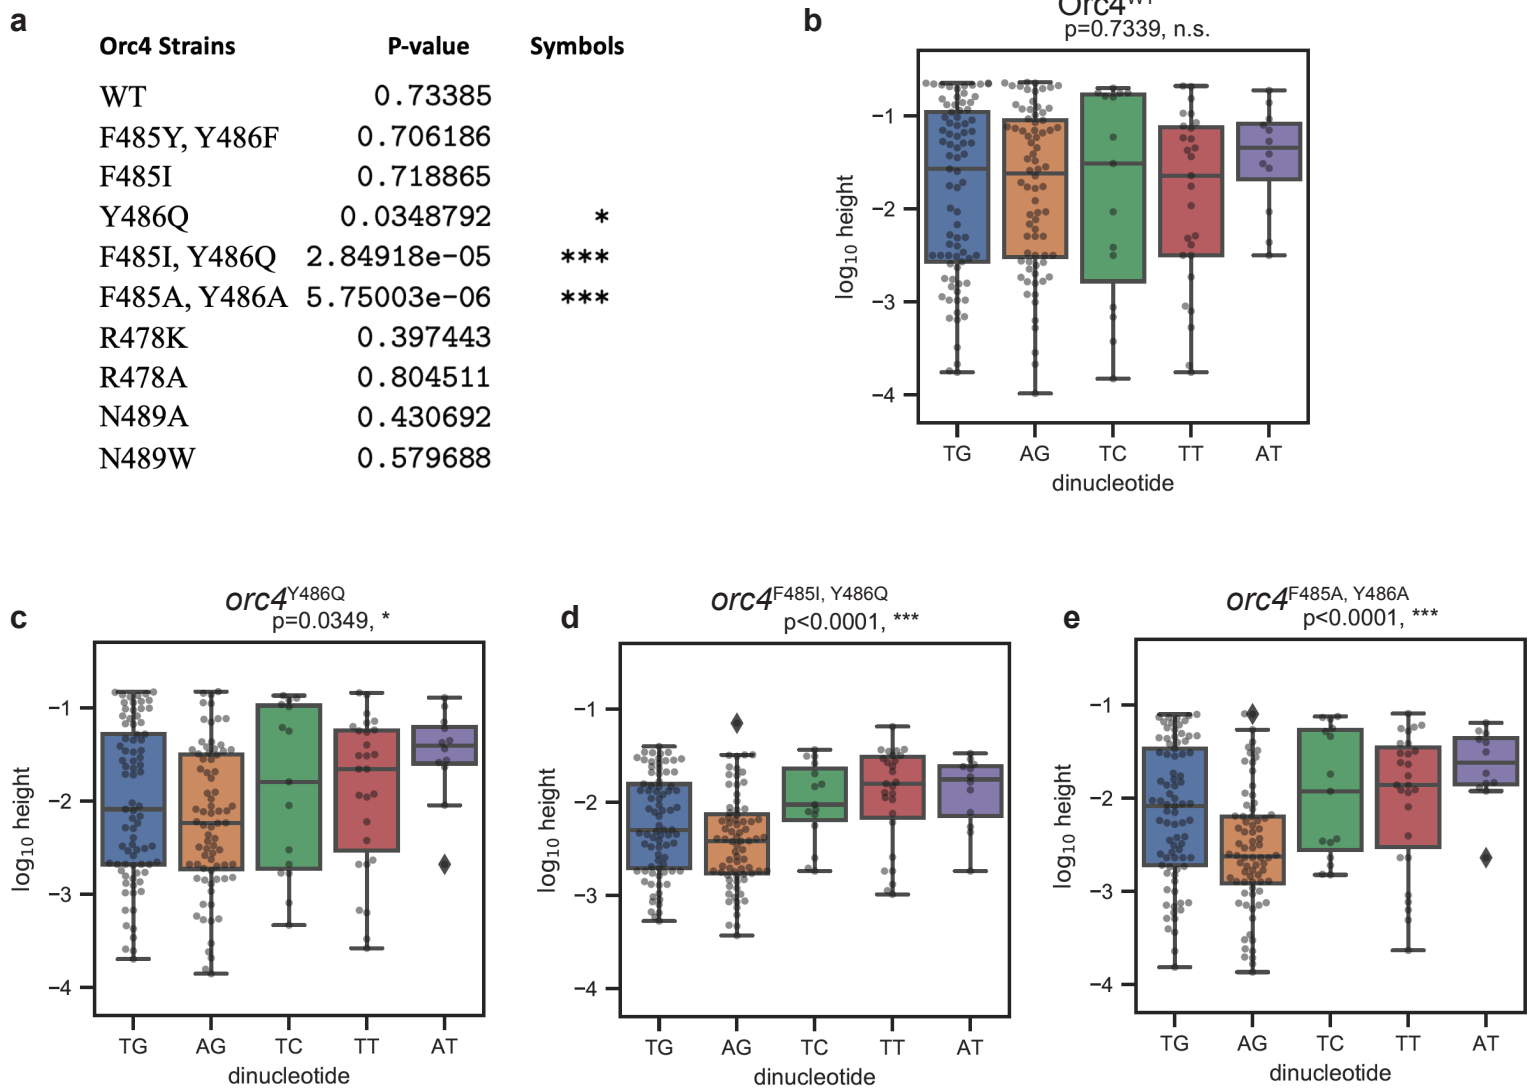 a
Orc4 Strains P-value Symbols
WT 0.73385
F485Y, Y486F 0.706186
F485I 0.718865
Y486Q 0.0348792 *
F485I, Y486Q 2.84918e-05 ***
F485A, Y486A 5.75003e-06 ***
R478K 0.397443
R478A 0.804511
N489A 0.430692
N489W 0.579688
b
Orc4WT
p=0.7339, n.s.
log10 height
−1
−2
−3
−4
TG AG TC TT AT
dinucleotide
c
orc4Y486Q
p=0.0349, *
log10 height
−1
−2
−3
−4
TG AG TC TT AT
dinucleotide
d
orc4F485I, Y486Q
p<0.0001, ***
log10 height
−1
−2
−3
−4
TG AG TC TT AT
dinucleotide
e
orc4F485A, Y486A
p<0.0001, ***
log10 height
−1
−2
−3
−4
TG AG TC TT AT
dinucleotide